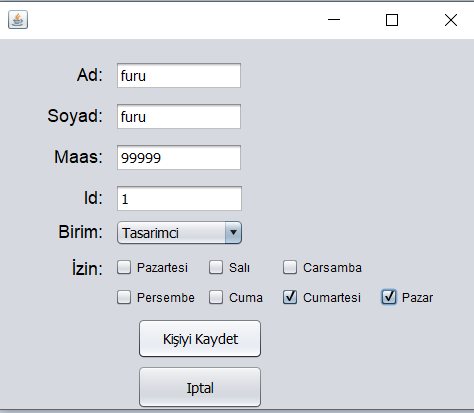 Ad: furu
Soyad: furu
Maas: 99999
Id: 1
Birim: Tasarimci
İzin: Pazartesi Salı Carsamba
Persembe Cuma Cumartesi Pazar
Kişiyi Kaydet
Iptal